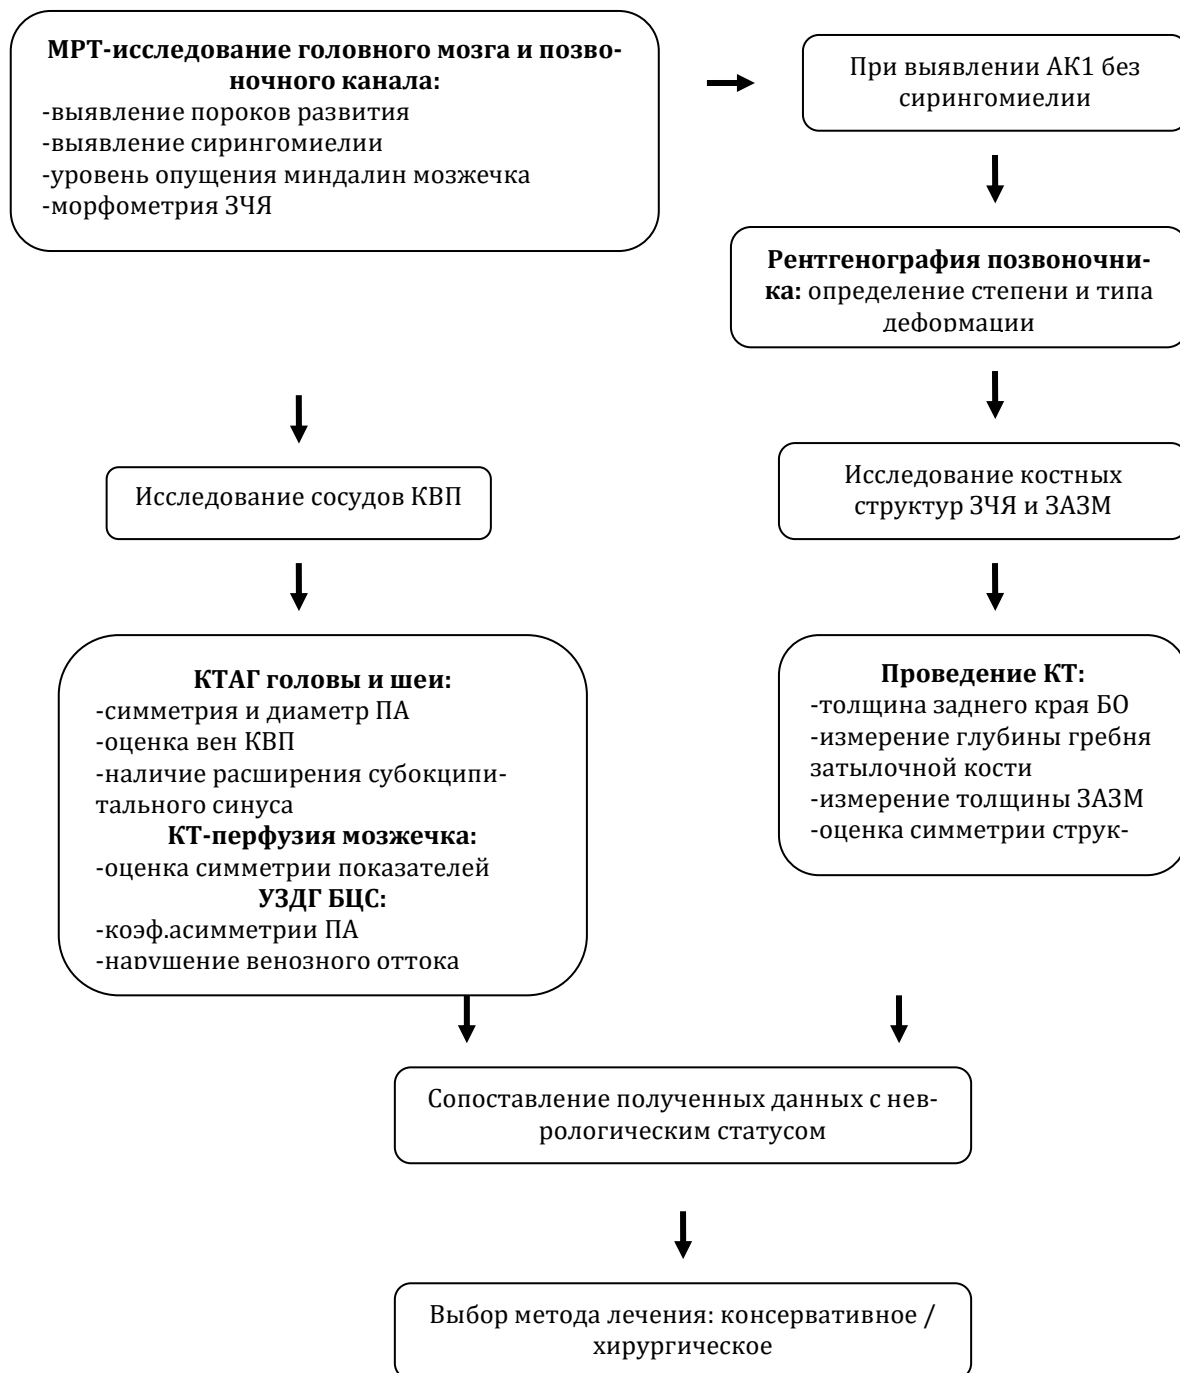 МРТ-исследование головного мозга и позво-
ночного канала:
-выявление пороков развития
-выявление сирингомиелии
-уровень опущения миндалин мозжечка
-морфометрия ЗЧЯ
При выявлении АК1 без
сирингомиелии
Рентгенография позвоночни-
ка: определение степени и типа
деформации
Исследование сосудов КВП
Исследование костных
структур ЗЧЯ и ЗАЗМ
КТАГ головы и шеи:
-симметрия и диаметр ПА
-оценка вен КВП
-наличие расширения субокципи-
тального синуса
КТ-перфузия мозжечка:
-оценка симметрии показателей
УЗДГ БЦС:
-коэф.асимметрии ПА
-нарушение венозного оттока
Проведение КТ:
-толщина заднего края БО
-измерение глубины гребня
затылочной кости
-измерение толщины ЗАЗМ
-оценка симметрии струк-
Сопоставление полученных данных с нев-
рологическим статусом
Выбор метода лечения: консервативное /
хирургическое